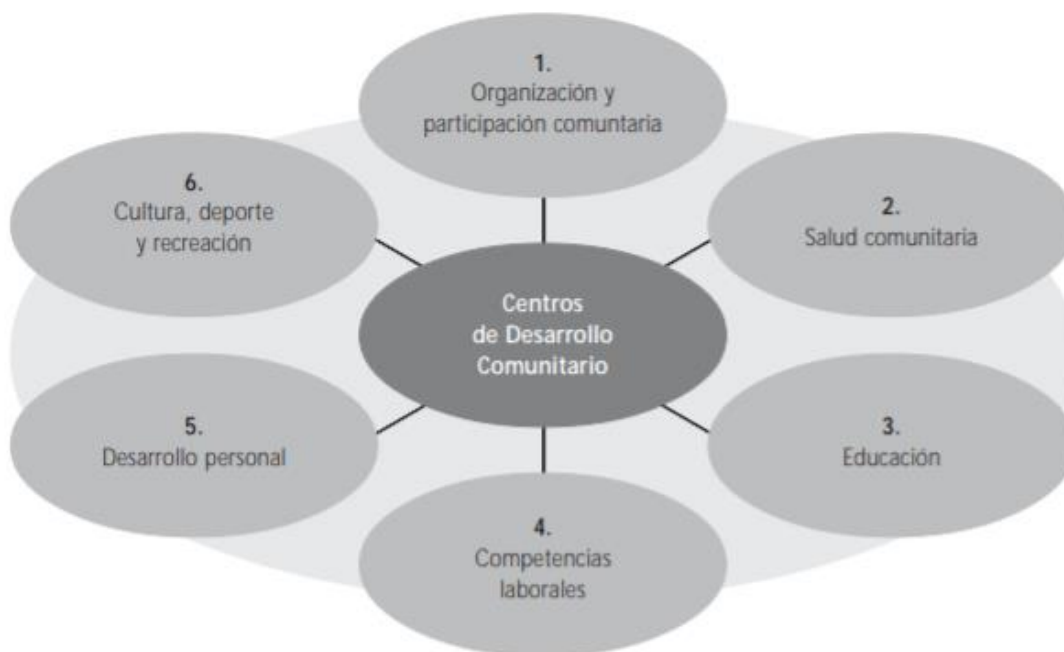 1.
Organización y
participación comuntaria
2.
Salud comunitaria
3.
Educación
4.
Competencias
laborales
5.
Desarrollo personal
6.
Cultura, deporte
y recreación
Centros
de Desarrollo
Comunitario